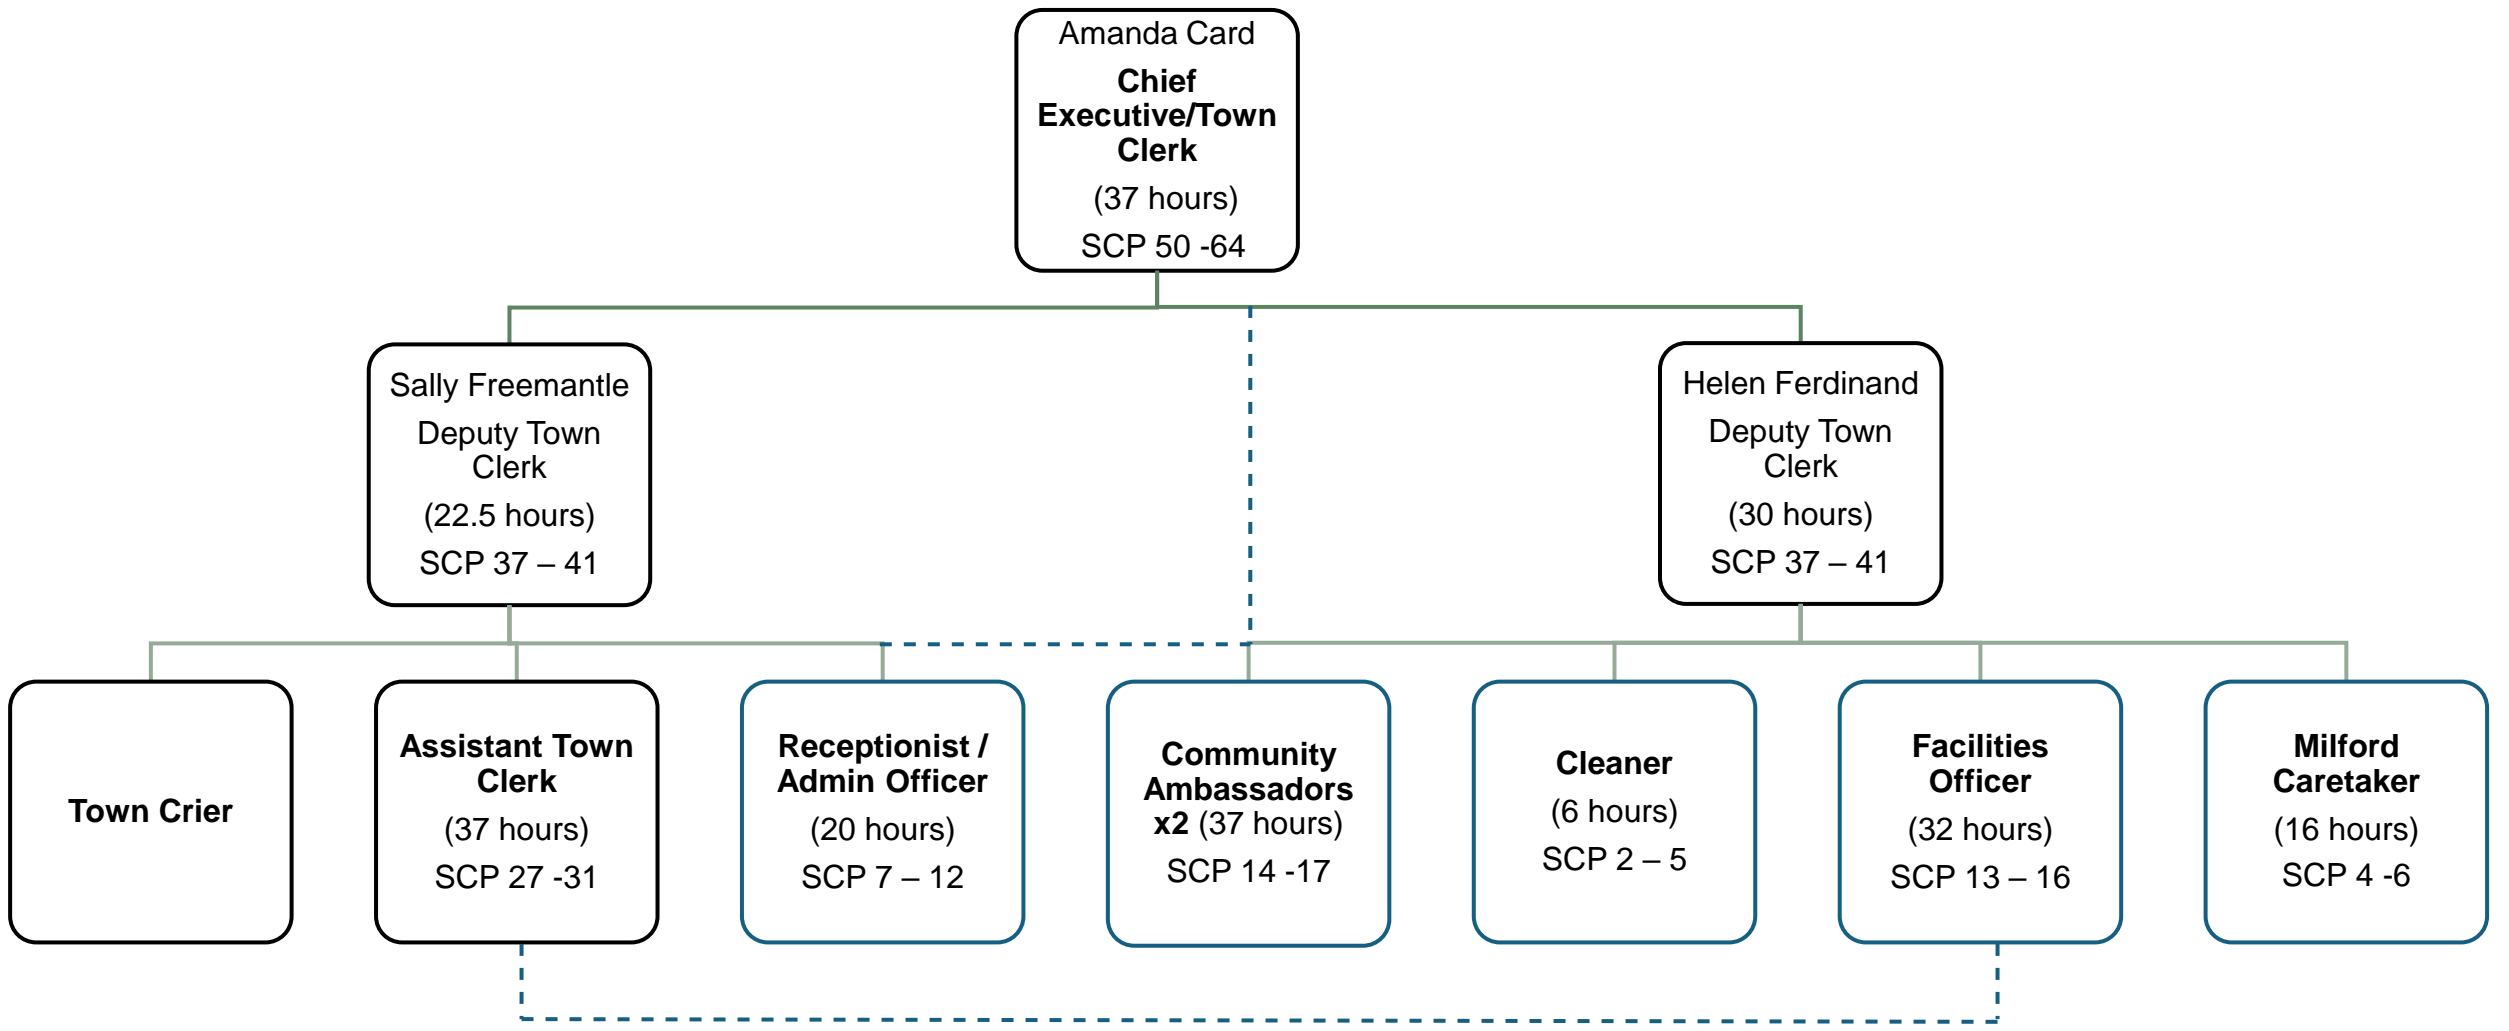 Amanda Card
Chief
Executive/Town
Clerk
(37 hours)
SCP 50 -64
Sally Freemantle
Deputy Town
Clerk
(22.5 hours)
SCP 37 – 41
Helen Ferdinand
Deputy Town
Clerk
(30 hours)
SCP 37 – 41
Town Crier
Assistant Town
Clerk
(37 hours)
SCP 27 -31
Receptionist /
Admin Officer
(20 hours)
SCP 7 – 12
Community
Ambassadors
x2 (37 hours)
SCP 14 -17
Cleaner
(6 hours)
SCP 2 – 5
Facilities
Officer
(32 hours)
SCP 13 – 16
Milford
Caretaker
(16 hours)
SCP 4 -6